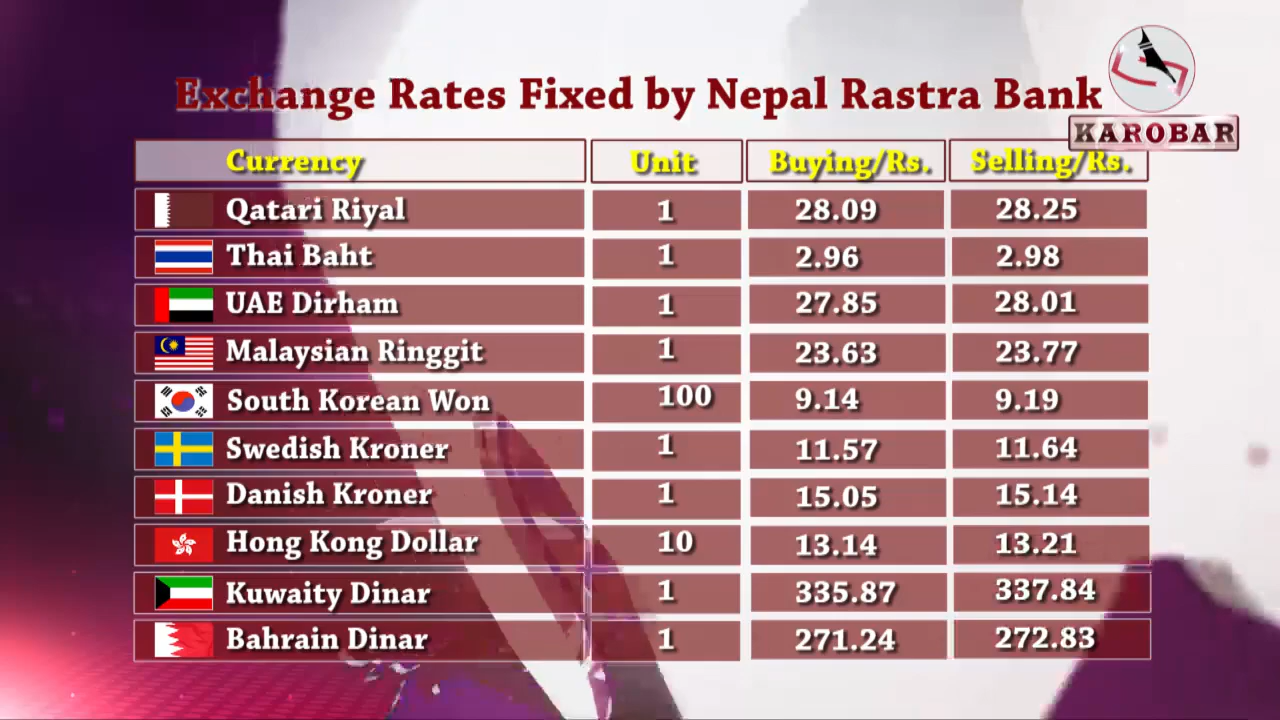 Exchange Rates Fixed by Nepal Rastra Bank
KAROBAR
Currency Unit Buying/Rs. Selling/Rs.
Qatari Riyal 1 28.09 28.25
Thai Baht 1 2.96 2.98
UAE Dirham 1 27.85 28.01
Malaysian Ringgit 1 23.63 23.77
South Korean Won 100 9.14 9.19
Swedish Kroner 1 11.57 11.64
Danish Kroner 1 15.05 15.14
Hong Kong Dollar 10 13.14 13.21
Kuwaity Dinar 1 335.87 337.84
Bahrain Dinar 1 271.24 272.83